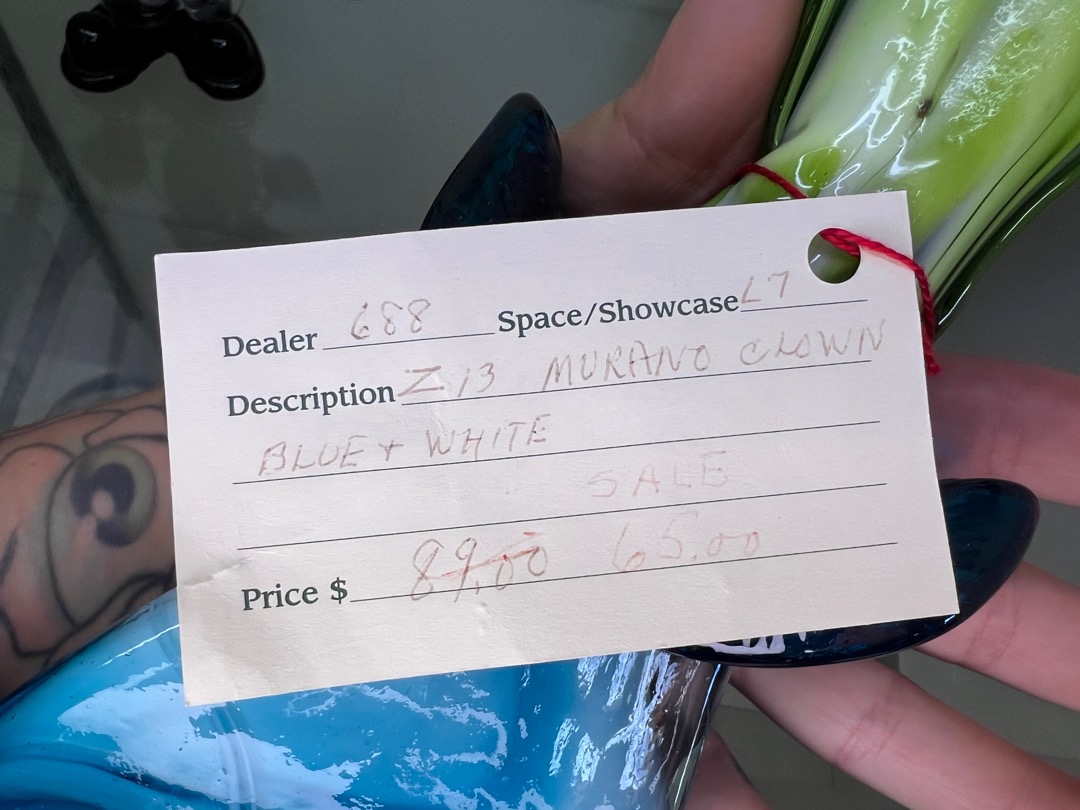 Dealer 688 Space/Showcase L7
Description Z13 MURANO CLOWN
BLUE + WHITE
SALE
Price $ 89.00 65.00